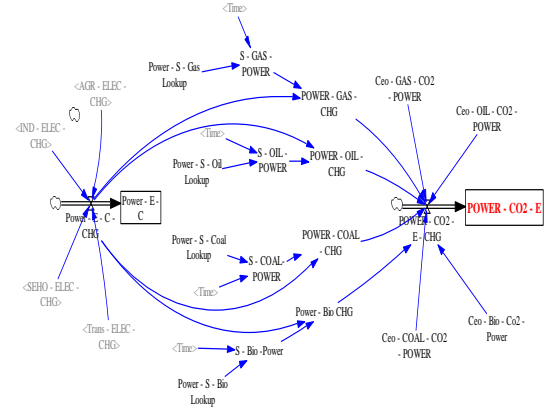 <Time>
S - GAS -
POWER
Power - S - Gas
Lookup
<AGR - ELEC -
CHG>
POWER - GAS -
CHG
Ceo - GAS - CO2
- POWER
Ceo - OIL - CO2 -
POWER
<IND - ELEC -
CHG>
<Time>
S - OIL -
POWER
Power - S - Oil
Lookup
POWER - OIL -
CHG
Power - E -
C
Power - E - C -
CHG
POWER - CO2 -
E - CHG
POWER - CO2 - E
Power - S - Coal
Lookup
POWER - COAL
- CHG
S - COAL-
POWER
<Time>
<SEHO - ELEC -
CHG>
Power - Bio CHG
<Trans - ELEC -
CHG>
Ceo - COAL - CO2
- POWER
Ceo - Bio - Co2 -
Power
<Time>
S - Bio -Power
Power - S - Bio
Lookup